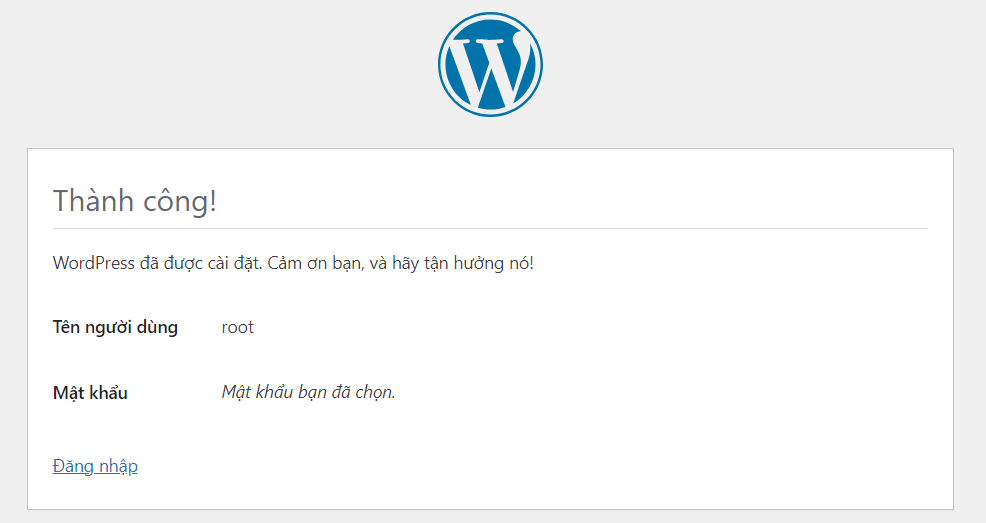 Thành công!
WordPress đã được cài đặt. Cảm ơn bạn, và hãy tận hưởng nó!
Tên người dùng root
Mật khẩu Mật khẩu bạn đã chọn.
Đăng nhập